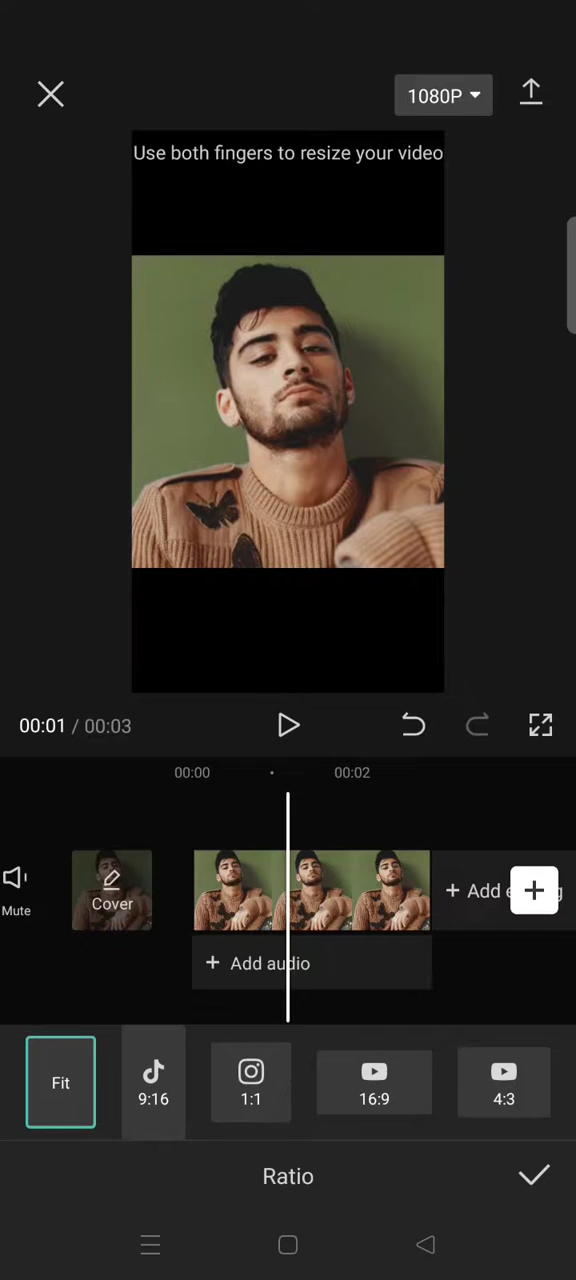 1080P
Use both fingers to resize your video
00:01 / 00:03
00:00
00:02
Mute
Cover
+ Add e
+ Add audio
Fit
9:16
1:1
16:9
4:3
Ratio